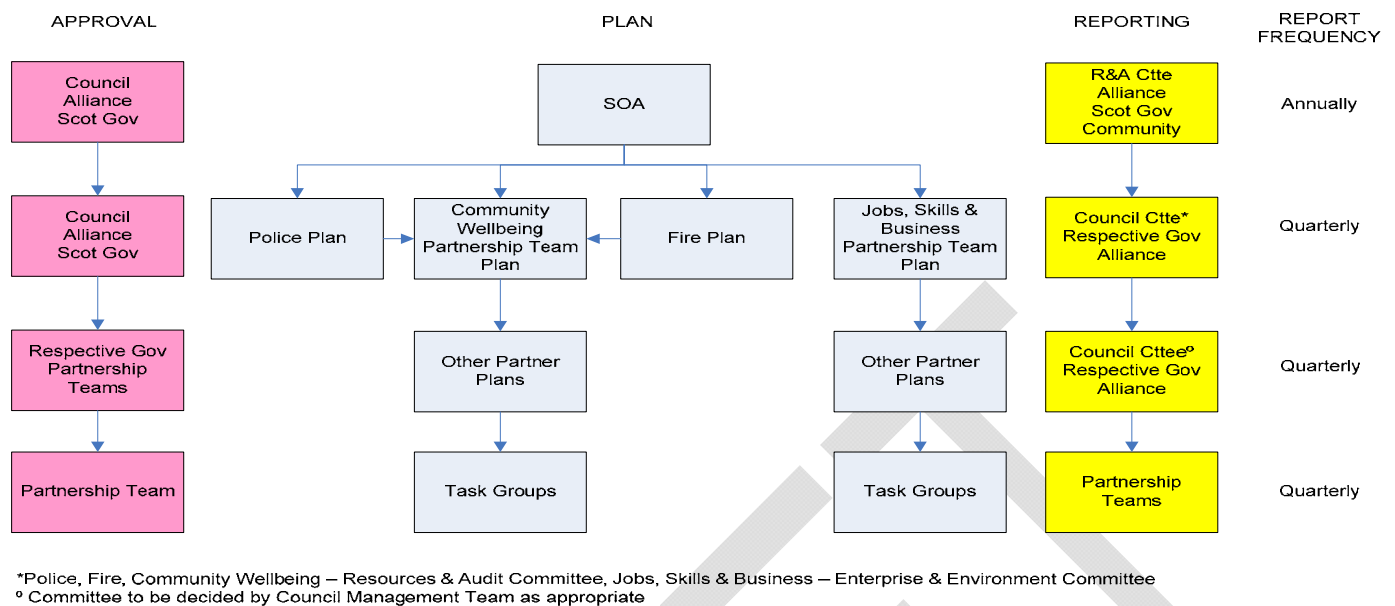 APPROVAL
PLAN
REPORTING
REPORT
FREQUENCY
Council
Alliance
Scot Gov
SOA
R&A Ctte
Alliance
Scot Gov
Community
Annually
Council
Alliance
Scot Gov
Police Plan
Community
Wellbeing
Partnership Team
Plan
Fire Plan
Jobs, Skills &
Business
Partnership Team
Plan
Council Ctte*
Respective Gov
Alliance
Quarterly
Respective Gov
Partnership
Teams
Other Partner
Plans
Other Partner
Plans
Council Ctteeº
Respective Gov
Alliance
Quarterly
Partnership Team
Task Groups
Task Groups
Partnership
Teams
Quarterly
*Police, Fire, Community Wellbeing – Resources & Audit Committee, Jobs, Skills & Business – Enterprise & Environment Committee
º Committee to be decided by Council Management Team as appropriate